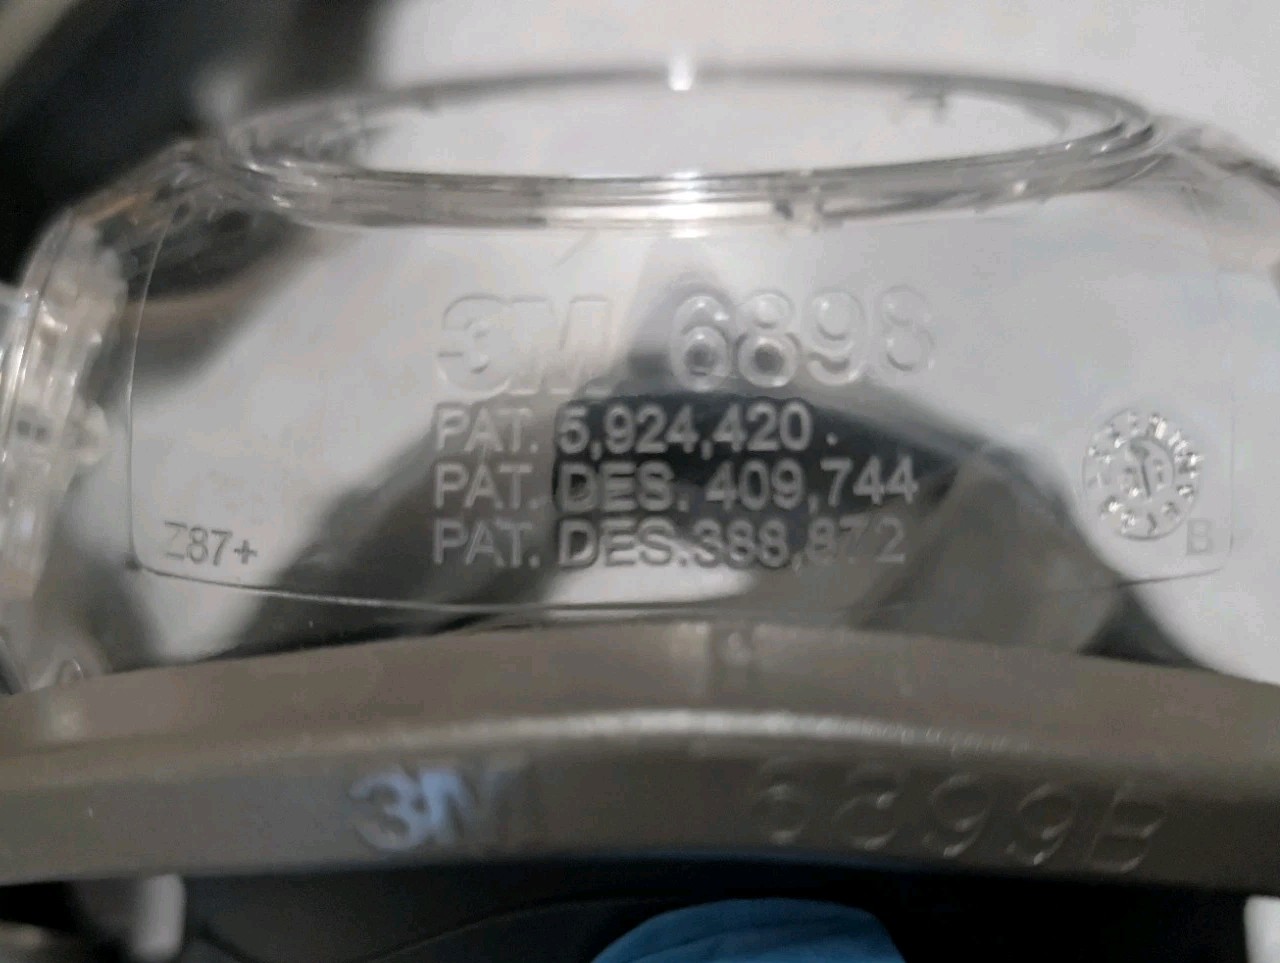 3M 6898
PAT. 5,924,420
PAT. DES. 409,744
PAT. DES. 388,872
Z87+
B
3M 6899B